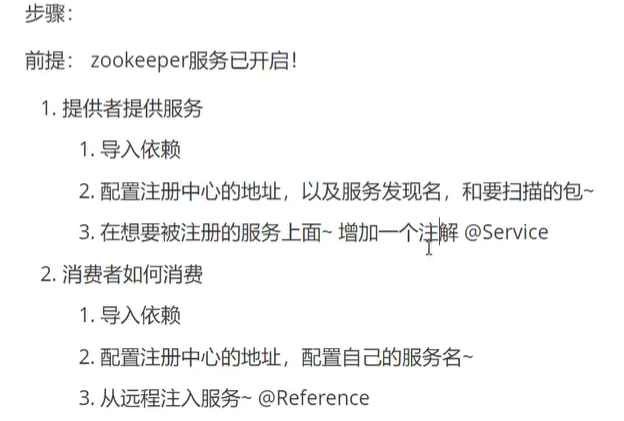 步骤：
前提： zookeeper服务已开启！
1. 提供者提供服务
1. 导入依赖
2. 配置注册中心的地址，以及服务发现名，和要扫描的包~
3. 在想要被注册的服务上面~ 增加一个注解 @Service
2. 消费者如何消费
1. 导入依赖
2. 配置注册中心的地址，配置自己的服务名~
3. 从远程注入服务~ @Reference